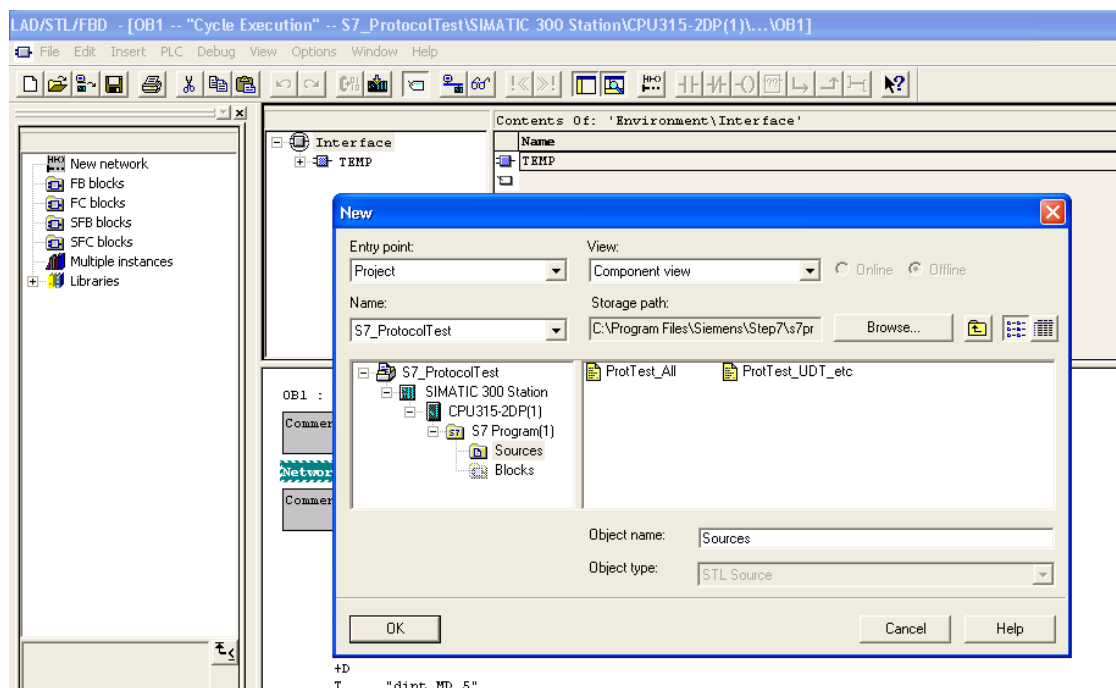 LAD/STL/FBD - [OB1 -- "Cycle Execution" -- S7_ProtocolTest\SIMATIC 300 Station\CPU315-2DP(1)\...\OB1]
File Edit Insert PLC Debug View Options Window Help
Contents Of: 'Environment\Interface'
Interface
TEMP
Name
TEMP
New network
FB blocks
FC blocks
SFB blocks
SFC blocks
Multiple instances
Libraries
New
Entry point:
View:
Project
Component view
Online
Offline
Name:
Storage path:
S7_ProtocolTest
C:\Program Files\Siemens\Step7\s7pr
Browse...
S7_ProtocolTest
SIMATIC 300 Station
CPU315-2DP(1)
S7 Program(1)
Sources
Blocks
ProtTest_All
ProtTest_UDT_etc
Object name:
Sources
Object type:
STL Source
OK
Cancel
Help
OB1 :
Commen
Networ
Commen
+D
T "dint_MD_5"